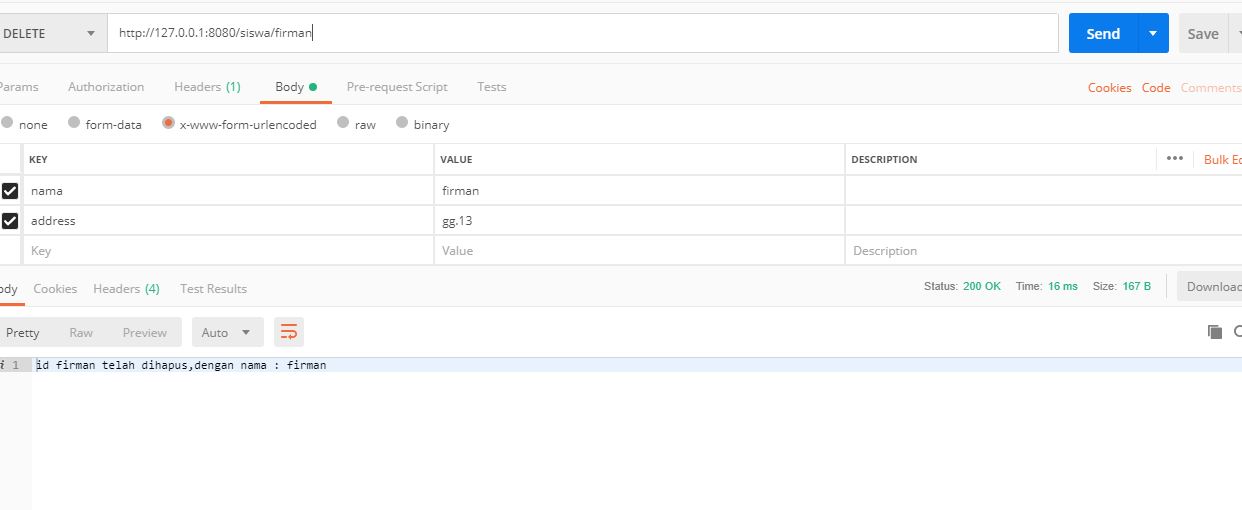 DELETE http://127.0.0.1:8080/siswa/firman Send Save
Params Authorization Headers (1) Body Pre-request Script Tests Cookies Code Comments
none form-data x-www-form-urlencoded raw binary
KEY VALUE DESCRIPTION ••• Bulk Ed
nama firman
address gg.13
Key Value Description
ody Cookies Headers (4) Test Results Status: 200 OK Time: 16 ms Size: 167 B Download
Pretty Raw Preview Auto
i 1 id firman telah dihapus,dengan nama : firman